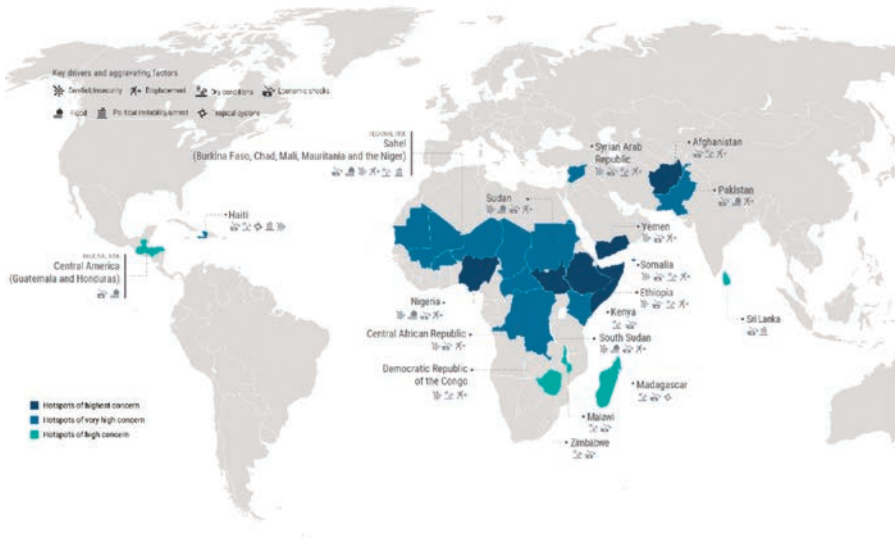 Key drivers and aggravating factors
Conflict/insecurity Displacement Dry conditions Economic shocks
Flood Political instability/unrest Tropical cyclone
REGIONAL RISK
Sahel
(Burkina Faso, Chad, Mali, Mauritania and the Niger)
Syrian Arab
Republic
Afghanistan
Pakistan
Sudan
Haiti
Yemen
REGIONAL RISK
Central America
(Guatemala and Honduras)
Somalia
Ethiopia
Nigeria
Kenya
Sri Lanka
Central African Republic
South Sudan
Democratic Republic
of the Congo
Madagascar
Hotspots of highest concern
Hotspots of very high concern
Hotspots of high concern
Malawi
Zimbabwe